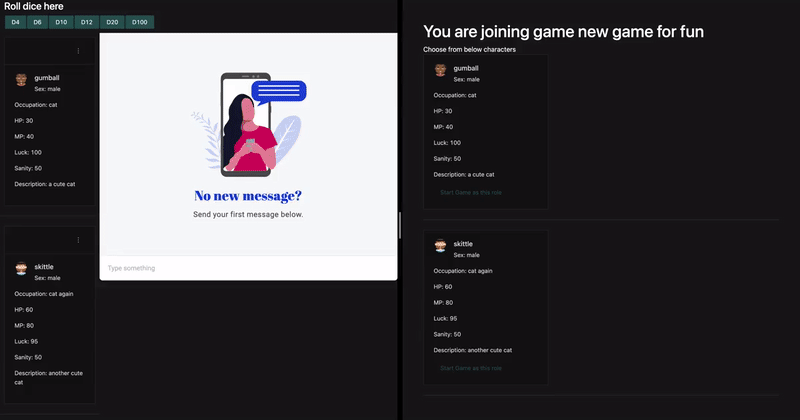 Roll dice here
D4 D6 D10 D12 D20 D100
gumball
Sex: male
Occupation: cat
HP: 30
MP: 40
Luck: 100
Sanity: 50
Description: a cute cat
skittle
Sex: male
Occupation: cat again
HP: 60
MP: 80
Luck: 95
Sanity: 50
Description: another cute
cat
No new message?
Send your first message below.
Type something
You are joining game new game for fun
Choose from below characters
gumball
Sex: male
Occupation: cat
HP: 30
MP: 40
Luck: 100
Sanity: 50
Description: a cute cat
Start Game as this role
skittle
Sex: male
Occupation: cat again
HP: 60
MP: 80
Luck: 95
Sanity: 50
Description: another cute cat
Start Game as this role